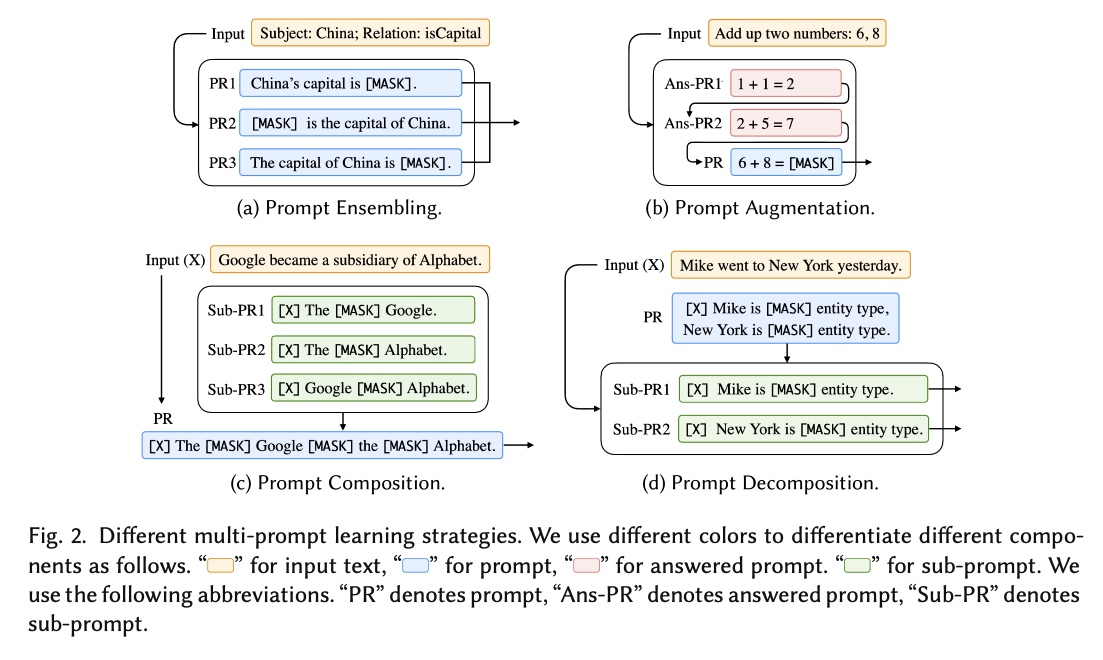 Input Subject: China; Relation: isCapital
PR1 China's capital is [MASK].
PR2 [MASK] is the capital of China.
PR3 The capital of China is [MASK].
(a) Prompt Ensembling.
Input Add up two numbers: 6, 8
Ans-PR1 1 + 1 = 2
Ans-PR2 2 + 5 = 7
PR 6 + 8 = [MASK]
(b) Prompt Augmentation.
Input (X) Google became a subsidiary of Alphabet.
Sub-PR1 [X] The [MASK] Google.
Sub-PR2 [X] The [MASK] Alphabet.
Sub-PR3 [X] Google [MASK] Alphabet.
PR
[X] The [MASK] Google [MASK] the [MASK] Alphabet.
(c) Prompt Composition.
Input (X) Mike went to New York yesterday.
PR [X] Mike is [MASK] entity type,
New York is [MASK] entity type.
Sub-PR1 [X] Mike is [MASK] entity type.
Sub-PR2 [X] New York is [MASK] entity type.
(d) Prompt Decomposition.
Fig. 2. Different multi-prompt learning strategies. We use different colors to differentiate different compo-
nents as follows. “ ” for input text, “ ” for prompt, “ ” for answered prompt. “ ” for sub-prompt. We
use the following abbreviations. “PR” denotes prompt, “Ans-PR” denotes answered prompt, “Sub-PR” denotes
sub-prompt.